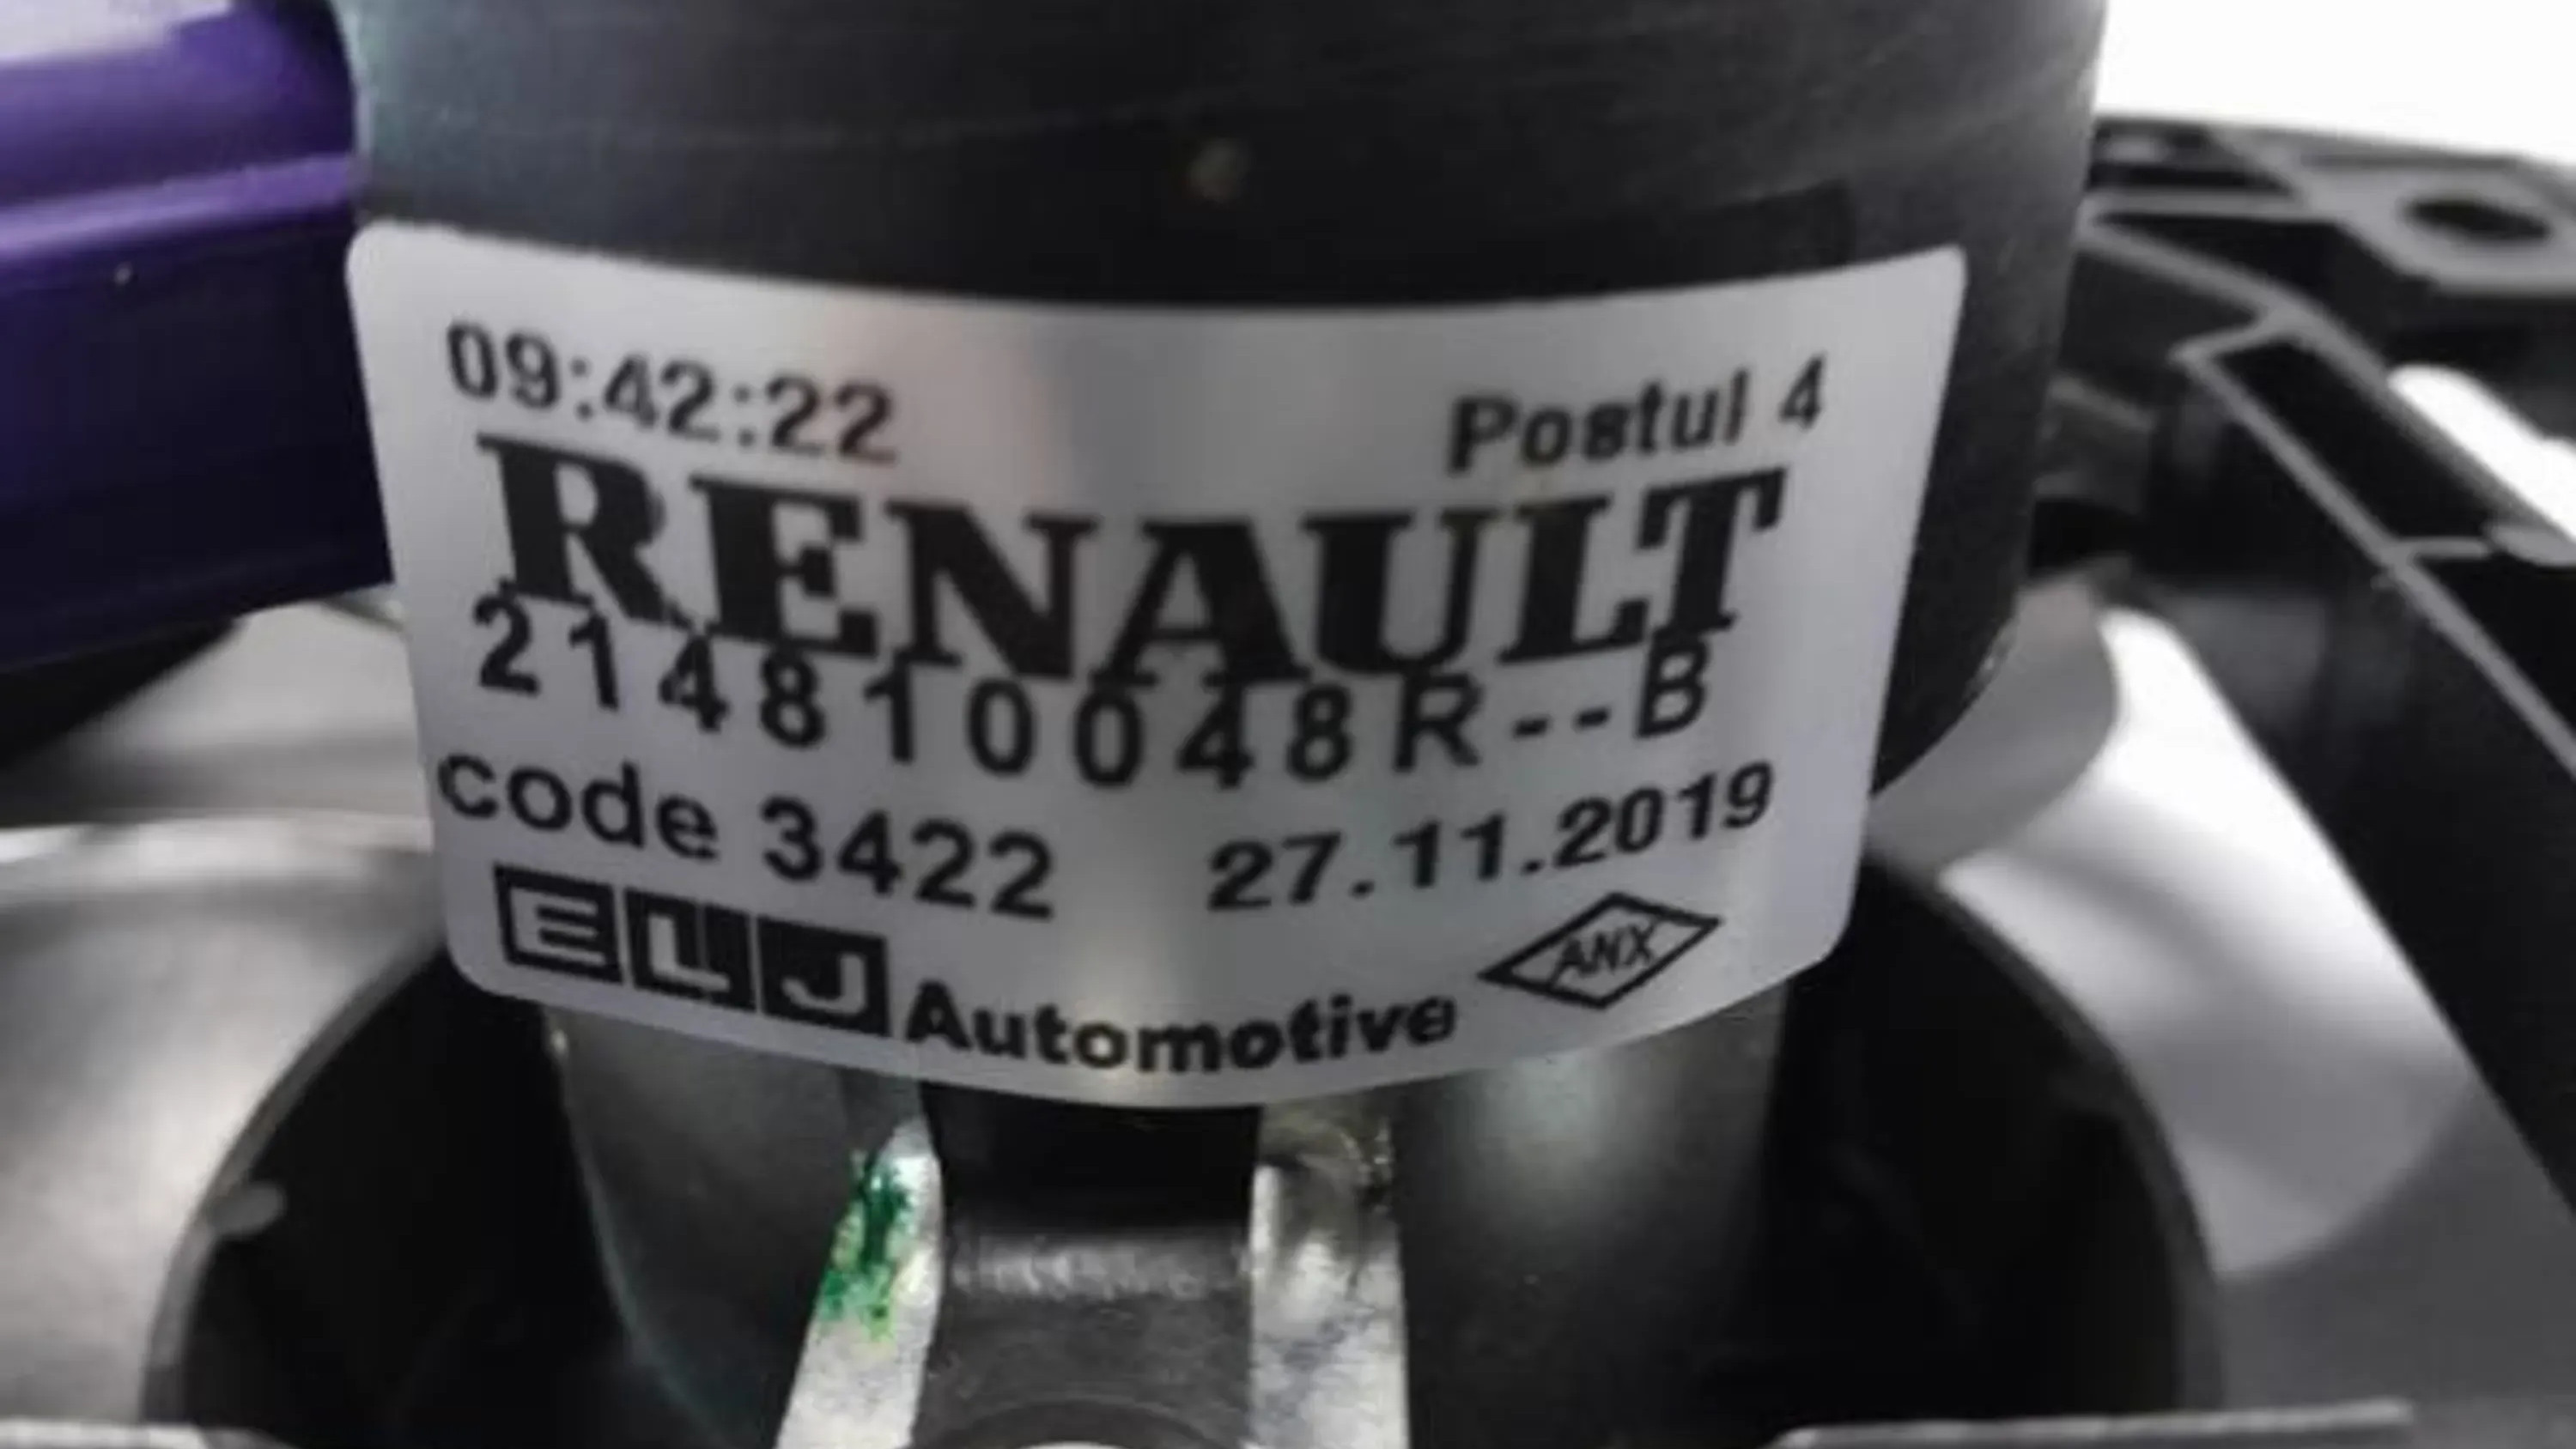 09:42:22 Postul 4
RENAULT
214810048R--B
code 3422 27.11.2019
ELJ Automotive ANX